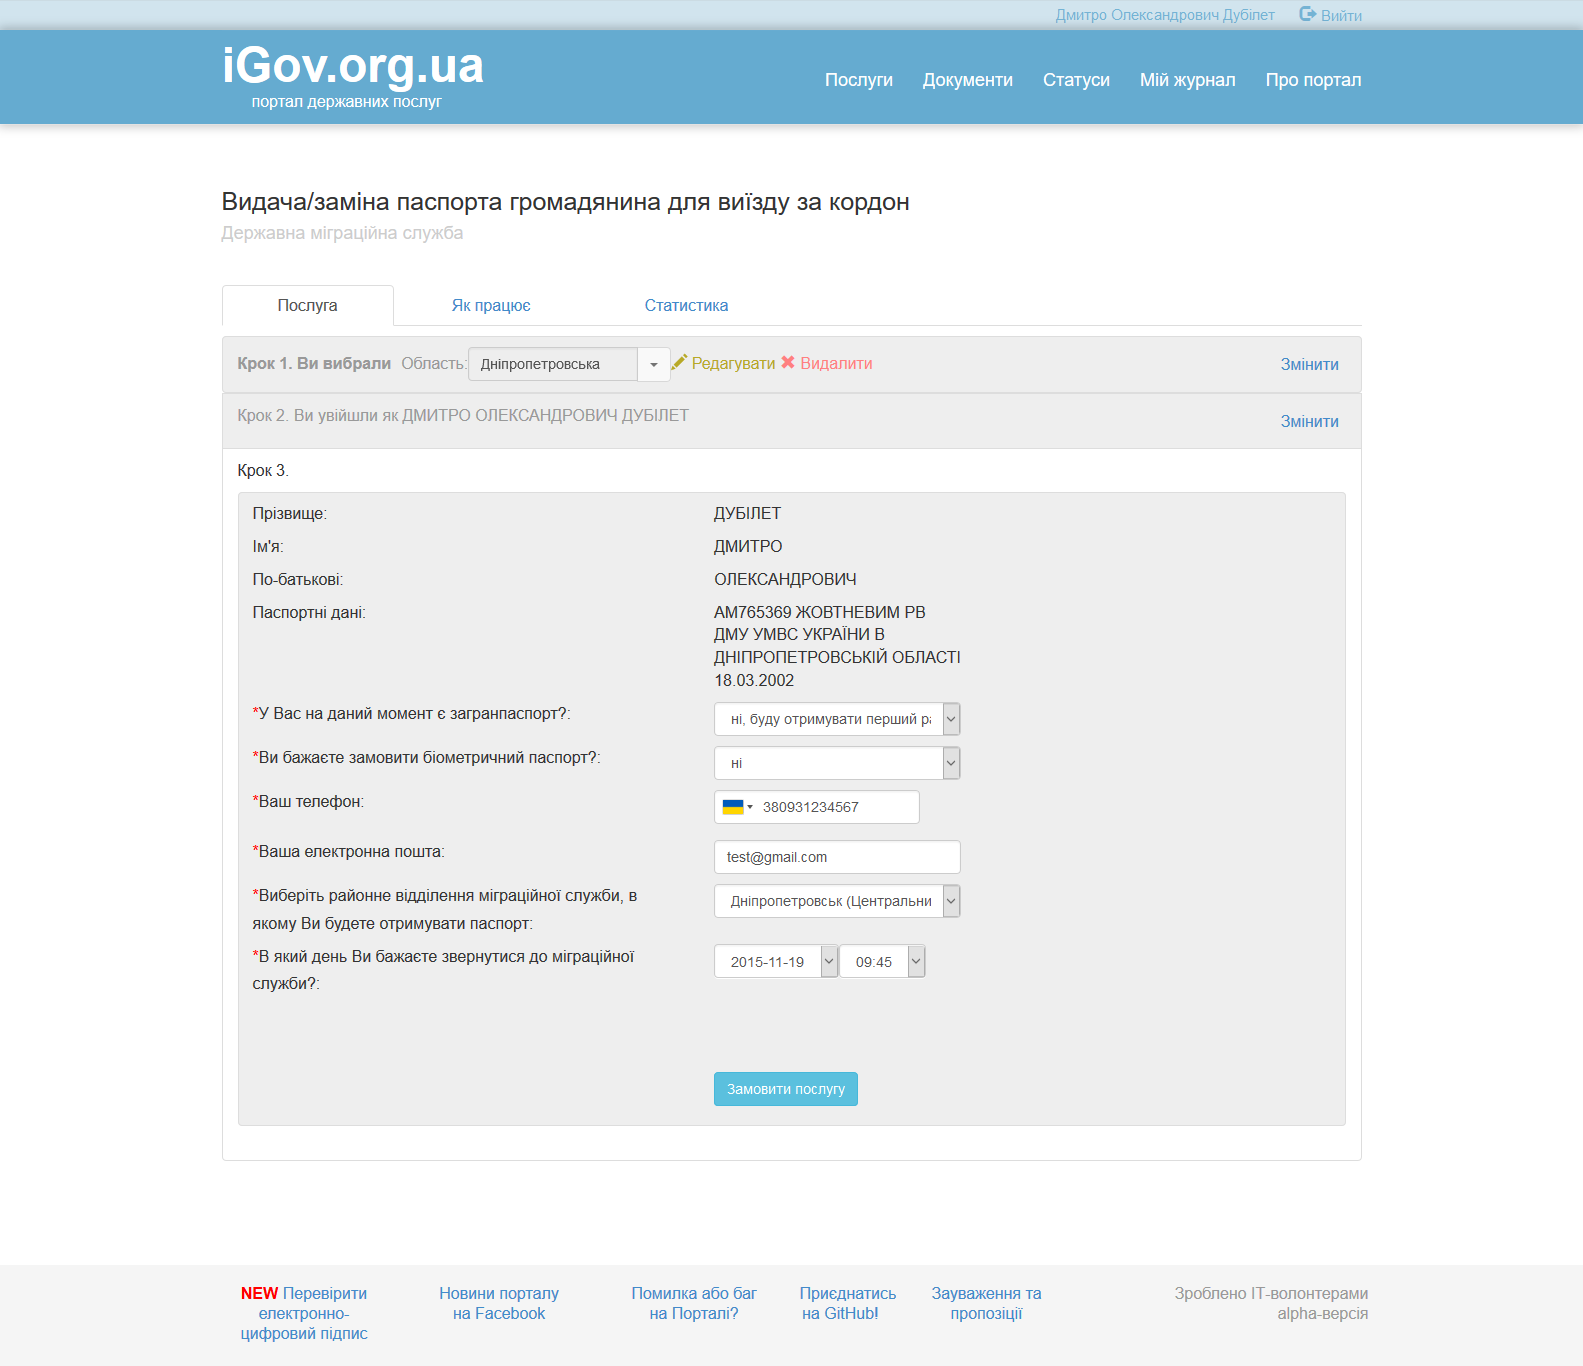 Дмитро Олександрович Дубілет Вийти
iGov.org.ua
портал державних послуг
Послуги Документи Статуси Мій журнал Про портал
Видача/заміна паспорта громадянина для виїзду за кордон
Державна міграційна служба
Послуга Як працює Статистика
Крок 1. Ви вибрали Область: Дніпропетровська Редагувати Видалити Змінити
Крок 2. Ви увійшли як ДМИТРО ОЛЕКСАНДРОВИЧ ДУБІЛЕТ Змінити
Крок 3.
Прізвище: ДУБІЛЕТ
Ім'я: ДМИТРО
По-батькові: ОЛЕКСАНДРОВИЧ
Паспортні дані: АМ765369 ЖОВТНЕВИМ РВ
ДМУ УМВС УКРАЇНИ В
ДНІПРОПЕТРОВСЬКІЙ ОБЛАСТІ
18.03.2002
*У Вас на даний момент є загранпаспорт?: ні, буду отримувати перший ра
*Ви бажаєте замовити біометричний паспорт?: ні
*Ваш телефон: 380931234567
*Ваша електронна пошта: test@gmail.com
*Виберіть районне відділення міграційної служби, в
якому Ви будете отримувати паспорт: Дніпропетровськ (Центральни
*В який день Ви бажаєте звернутися до міграційної
служби?: 2015-11-19 09:45
Замовити послугу
NEW Перевірити
електронно-
цифровий підпис
Новини порталу
на Facebook
Помилка або баг
на Порталі?
Приєднатись
на GitHub!
Зауваження та
пропозіції
Зроблено ІТ-волонтерами
alpha-версія